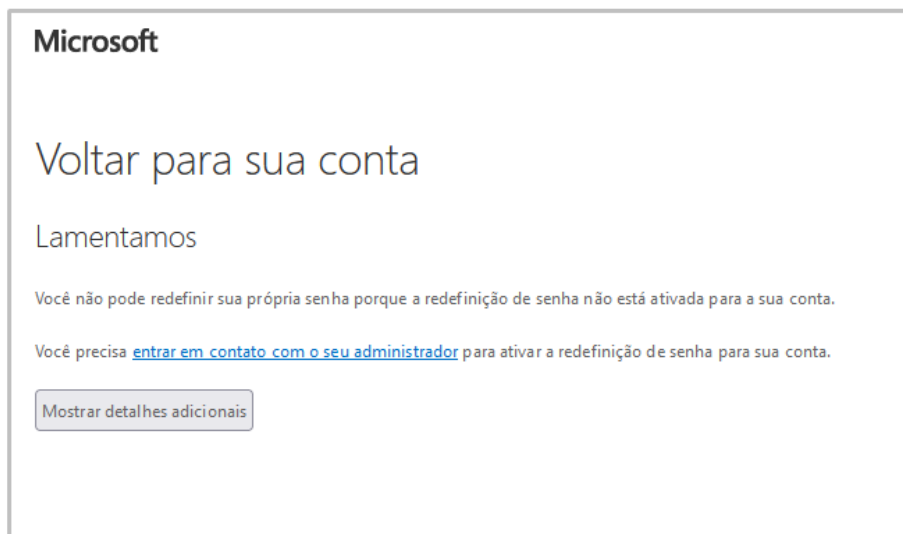 Microsoft
Voltar para sua conta
Lamentamos
Você não pode redefinir sua própria senha porque a redefinição de senha não está ativada para a sua conta.
Você precisa entrar em contato com o seu administrador para ativar a redefinição de senha para sua conta.
Mostrar detalhes adicionais